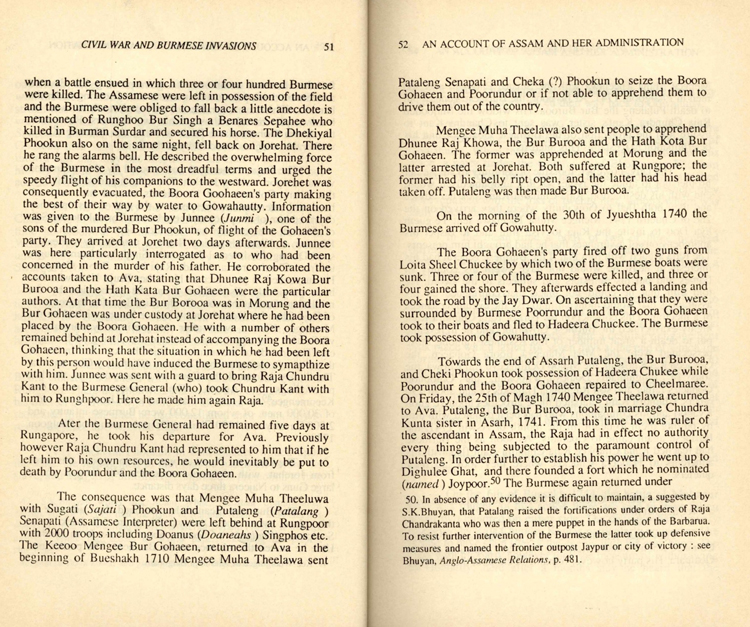 CIVIL WAR AND BURMESE INVASIONS 51
when a battle ensued in which three or four hundred Burmese
were killed. The Assamese were left in possession of the field
and the Burmese were obliged to fall back a little anecdote is
mentioned of Runghoo Bur Singh a Benares Sepahee who
killed in Burman Surdar and secured his horse. The Dhekiyal
Phookun also on the same night, fell back on Jorehat. There
he rang the alarms bell. He described the overwhelming force
of the Burmese in the most dreadful terms and urged the
speedy flight of his companions to the westward. Jorehet was
consequently evacuated, the Boora Goohaeen's party making
the best of their way by water to Gowahautty. Information
was given to the Burmese by Junnee (Junmi ), one of the
sons of the murdered Bur Phookun, of flight of the Gohaeen's
party. They arrived at Jorehet two days afterwards. Junnee
was here particularly interrogated as to who had been
concerned in the murder of his father. He corroborated the
accounts taken to Ava, stating that Dhunee Raj Kowa Bur
Burooa and the Hath Kata Bur Gohaeen were the particular
authors. At that time the Bur Borooa was in Morung and the
Bur Gohaeen was under custody at Jorehat where he had been
placed by the Boora Gohaeen. He with a number of others
remained behind at Jorehat instead of accompanying the Boora
Gohaeen, thinking that the situation in which he had been left
by this person would have induced the Burmese to symapthize
with him. Junnee was sent with a guard to bring Raja Chundru
Kant to the Burmese General (who) took Chundru Kant with
him to Runghpoor. Here he made him again Raja.
Ater the Burmese General had remained five days at
Rungapore, he took his departure for Ava. Previously
however Raja Chundru Kant had represented to him that if he
left him to his own resources, he would inevitably be put to
death by Poorundur and the Boora Gohaeen.
The consequence was that Mengee Muha Theeluwa
with Sugati (Sajati ) Phookun and Putaleng (Patalang )
Senapati (Assamese Interpreter) were left behind at Rungpoor
with 2000 troops including Doanus (Doaneahs ) Singphos etc.
The Keeoo Mengee Bur Gohaeen, returned to Ava in the
beginning of Bueshakh 1710 Mengee Muha Theelawa sent
52 AN ACCOUNT OF ASSAM AND HER ADMINISTRATION
Pataleng Senapati and Cheka (?) Phookun to seize the Boora
Gohaeen and Poorundur or if not able to apprehend them to
drive them out of the country.
Mengee Muha Theelawa also sent people to apprehend
Dhunee Raj Khowa, the Bur Burooa and the Hath Kota Bur
Gohaeen. The former was apprehended at Morung and the
latter arrested at Jorehat. Both suffered at Rungpore; the
former had his belly ript open, and the latter had his head
taken off. Putaleng was then made Bur Burooa.
On the morning of the 30th of Jyueshtha 1740 the
Burmese arrived off Gowahutty.
The Boora Gohaeen's party fired off two guns from
Loita Sheel Chuckee by which two of the Burmese boats were
sunk. Three or four of the Burmese were killed, and three or
four gained the shore. They afterwards effected a landing and
took the road by the Jay Dwar. On ascertaining that they were
surrounded by Burmese Poorrundur and the Boora Gohaeen
took to their boats and fled to Hadeera Chuckee. The Burmese
took possession of Gowahutty.
Towards the end of Assarh Putaleng, the Bur Burooa,
and Cheki Phookun took possession of Hadeera Chukee while
Poorundur and the Boora Gohaeen repaired to Cheelmaree.
On Friday, the 25th of Magh 1740 Mengee Theelawa returned
to Ava. Putaleng, the Bur Burooa, took in marriage Chundra
Kunta sister in Asarh, 1741. From this time he was ruler of
the ascendant in Assam, the Raja had in effect no authority
every thing being subjected to the paramount control of
Putaleng. In order further to establish his power he went up to
Dighulee Ghat, and there founded a fort which he nominated
(named ) Joypoor.50 The Burmese again returned under
50. In absence of any evidence it is difficult to maintain, a suggested by
S.K.Bhuyan, that Patalang raised the fortifications under orders of Raja
Chandrakanta who was then a mere puppet in the hands of the Barbarua.
To resist further intervention of the Burmese the latter took up defensive
measures and named the frontier outpost Jaypur or city of victory : see
Bhuyan, Anglo-Assamese Relations, p. 481.